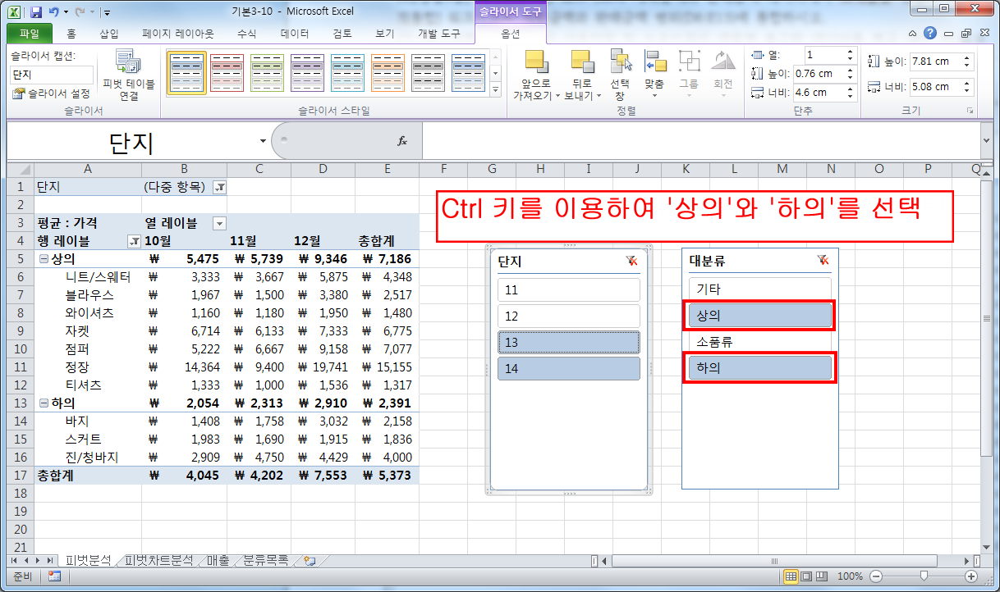 기본3-10 - Microsoft Excel
슬라이서 도구
파일 홈 삽입 페이지 레이아웃 수식 데이터 검토 보기 개발 도구 옵션
슬라이서 캡션:
단지
슬라이서 설정
피벗 테이블
연결
슬라이서
슬라이서 스타일
앞으로
가져오기
뒤로
보내기
선택
창
맞춤
그룹
회전
정렬
열: 1
높이: 0.76 cm
너비: 4.6 cm
단추
높이: 7.81 cm
너비: 5.08 cm
크기
단지 fx
A B C D E F G H I J K L M N O P Q
1 단지 (다중 항목)
2
3 평균 : 가격 열 레이블
4 행 레이블 10월 11월 12월 총합계
5 상의 ₩ 5,475 ₩ 5,739 ₩ 9,346 ₩ 7,186
6 니트/스웨터 ₩ 3,333 ₩ 3,667 ₩ 5,875 ₩ 4,348
7 블라우스 ₩ 1,967 ₩ 1,500 ₩ 3,380 ₩ 2,517
8 와이셔츠 ₩ 1,160 ₩ 1,180 ₩ 1,950 ₩ 1,480
9 자켓 ₩ 6,714 ₩ 6,133 ₩ 7,333 ₩ 6,775
10 점퍼 ₩ 5,222 ₩ 6,667 ₩ 9,158 ₩ 7,077
11 정장 ₩ 14,364 ₩ 9,400 ₩ 19,741 ₩ 15,155
12 티셔츠 ₩ 1,333 ₩ 1,000 ₩ 1,536 ₩ 1,317
13 하의 ₩ 2,054 ₩ 2,313 ₩ 2,910 ₩ 2,391
14 바지 ₩ 1,408 ₩ 1,758 ₩ 3,032 ₩ 2,158
15 스커트 ₩ 1,983 ₩ 1,690 ₩ 1,915 ₩ 1,836
16 진/청바지 ₩ 2,909 ₩ 4,750 ₩ 4,429 ₩ 4,000
17 총합계 ₩ 4,045 ₩ 4,202 ₩ 7,553 ₩ 5,373
18
19
20
21
Ctrl 키를 이용하여 '상의'와 '하의'를 선택
단지
11
12
13
14
대분류
기타
상의
소품류
하의
피벗분석 피벗차트분석 매출 분류목록
준비 100%